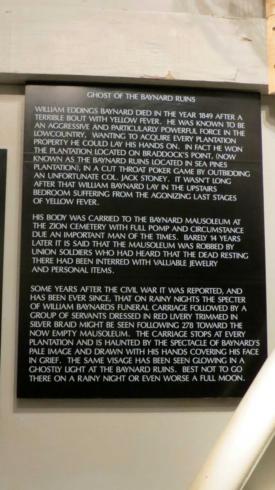 GHOST OF THE BAYNARD RUINS
WILLIAM EDDINGS BAYNARD DIED IN THE YEAR 1849 AFTER A
TERRIBLE BOUT WITH YELLOW FEVER. HE WAS KNOWN TO BE
AN AGGRESSIVE AND PARTICULARLY POWERFUL FORCE IN THE
LOWCOUNTRY, WANTING TO ACQUIRE EVERY PLANTATION
PROPERTY HE COULD LAY HIS HANDS ON. IN FACT HE WON
THE PLANTATION LOCATED ON BRADDOCK'S POINT, (NOW
KNOWN AS THE BAYNARD RUINS LOCATED IN SEA PINES
PLANTATION), IN A CUT THROAT POKER GAME BY OUTBIDDING
AN UNFORTUNATE COL. JACK STONEY. IT WASN'T LONG
AFTER THAT WILLIAM BAYNARD LAY IN THE UPSTAIRS
BEDROOM SUFFERING FROM THE AGONIZING LAST STAGES
OF YELLOW FEVER.
HIS BODY WAS CARRIED TO THE BAYNARD MAUSOLEUM AT
THE ZION CEMETERY WITH FULL POMP AND CIRCUMSTANCE
DUE AN IMPORTANT MAN OF THE TIMES. BARELY 14 YEARS
LATER IT IS SAID THAT THE MAUSOLEUM WAS ROBBED BY
UNION SOLDIERS WHO HAD HEARD THAT THE DEAD RESTING
THERE HAD BEEN INTERRED WITH VALUABLE JEWELRY
AND PERSONAL ITEMS.
SOME YEARS AFTER THE CIVIL WAR IT WAS REPORTED, AND
HAS BEEN EVER SINCE, THAT ON RAINY NIGHTS THE SPECTER
OF WILLIAM BAYNARDS FUNERAL CARRIAGE FOLLOWED BY A
GROUP OF SERVANTS DRESSED IN RED LIVERY TRIMMED IN
SILVER BRAID MIGHT BE SEEN FOLLOWING 278 TOWARD THE
NOW EMPTY MAUSOLEUM. THE CARRIAGE STOPS AT EVERY
PLANTATION AND IS HAUNTED BY THE SPECTACLE OF BAYNARD'S
PALE IMAGE AND DRAWN WITH HIS HANDS COVERING HIS FACE
IN GRIEF. THE SAME VISAGE HAS BEEN SEEN GLOWING IN A
GHOSTLY LIGHT AT THE BAYNARD RUINS. BEST NOT TO GO
THERE ON A RAINY NIGHT OR EVEN WORSE A FULL MOON.